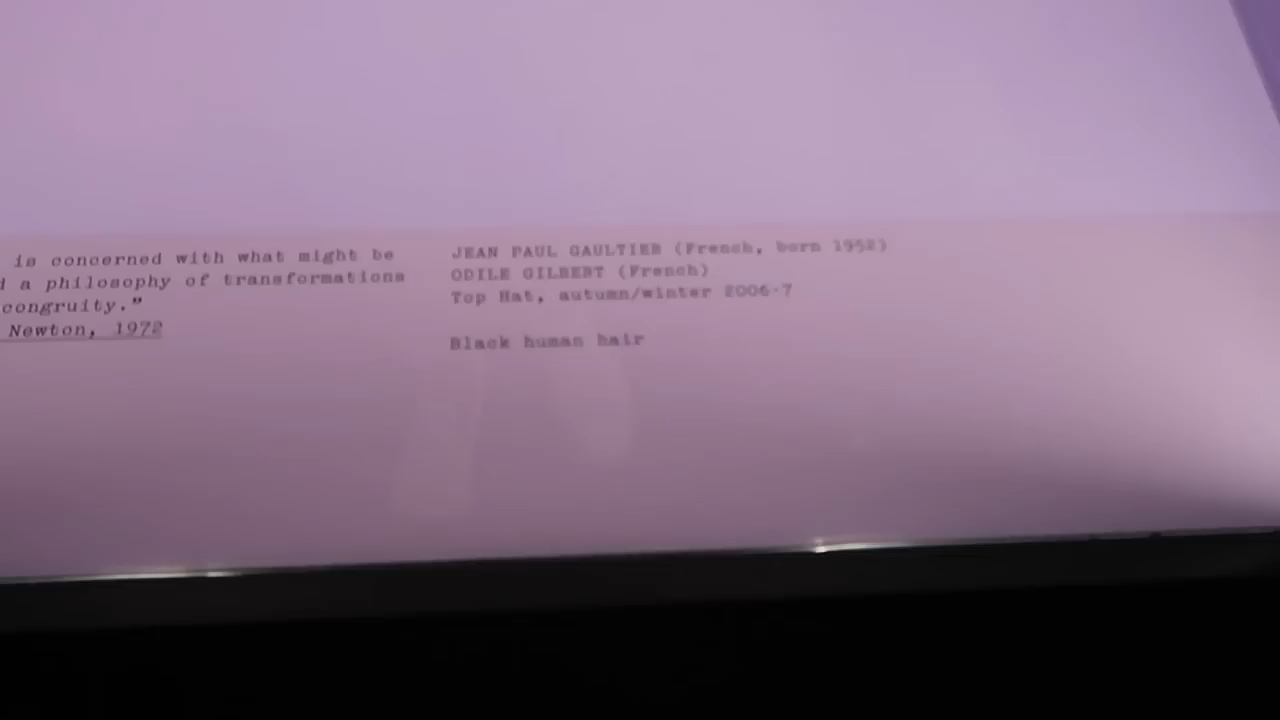 is concerned with what might be
d a philosophy of transformations
congruity."
Newton, 1972
JEAN PAUL GAULTIER (French, born 1952)
ODILE GILBERT (French)
Top Hat, autumn/winter 2006-7
Black human hair